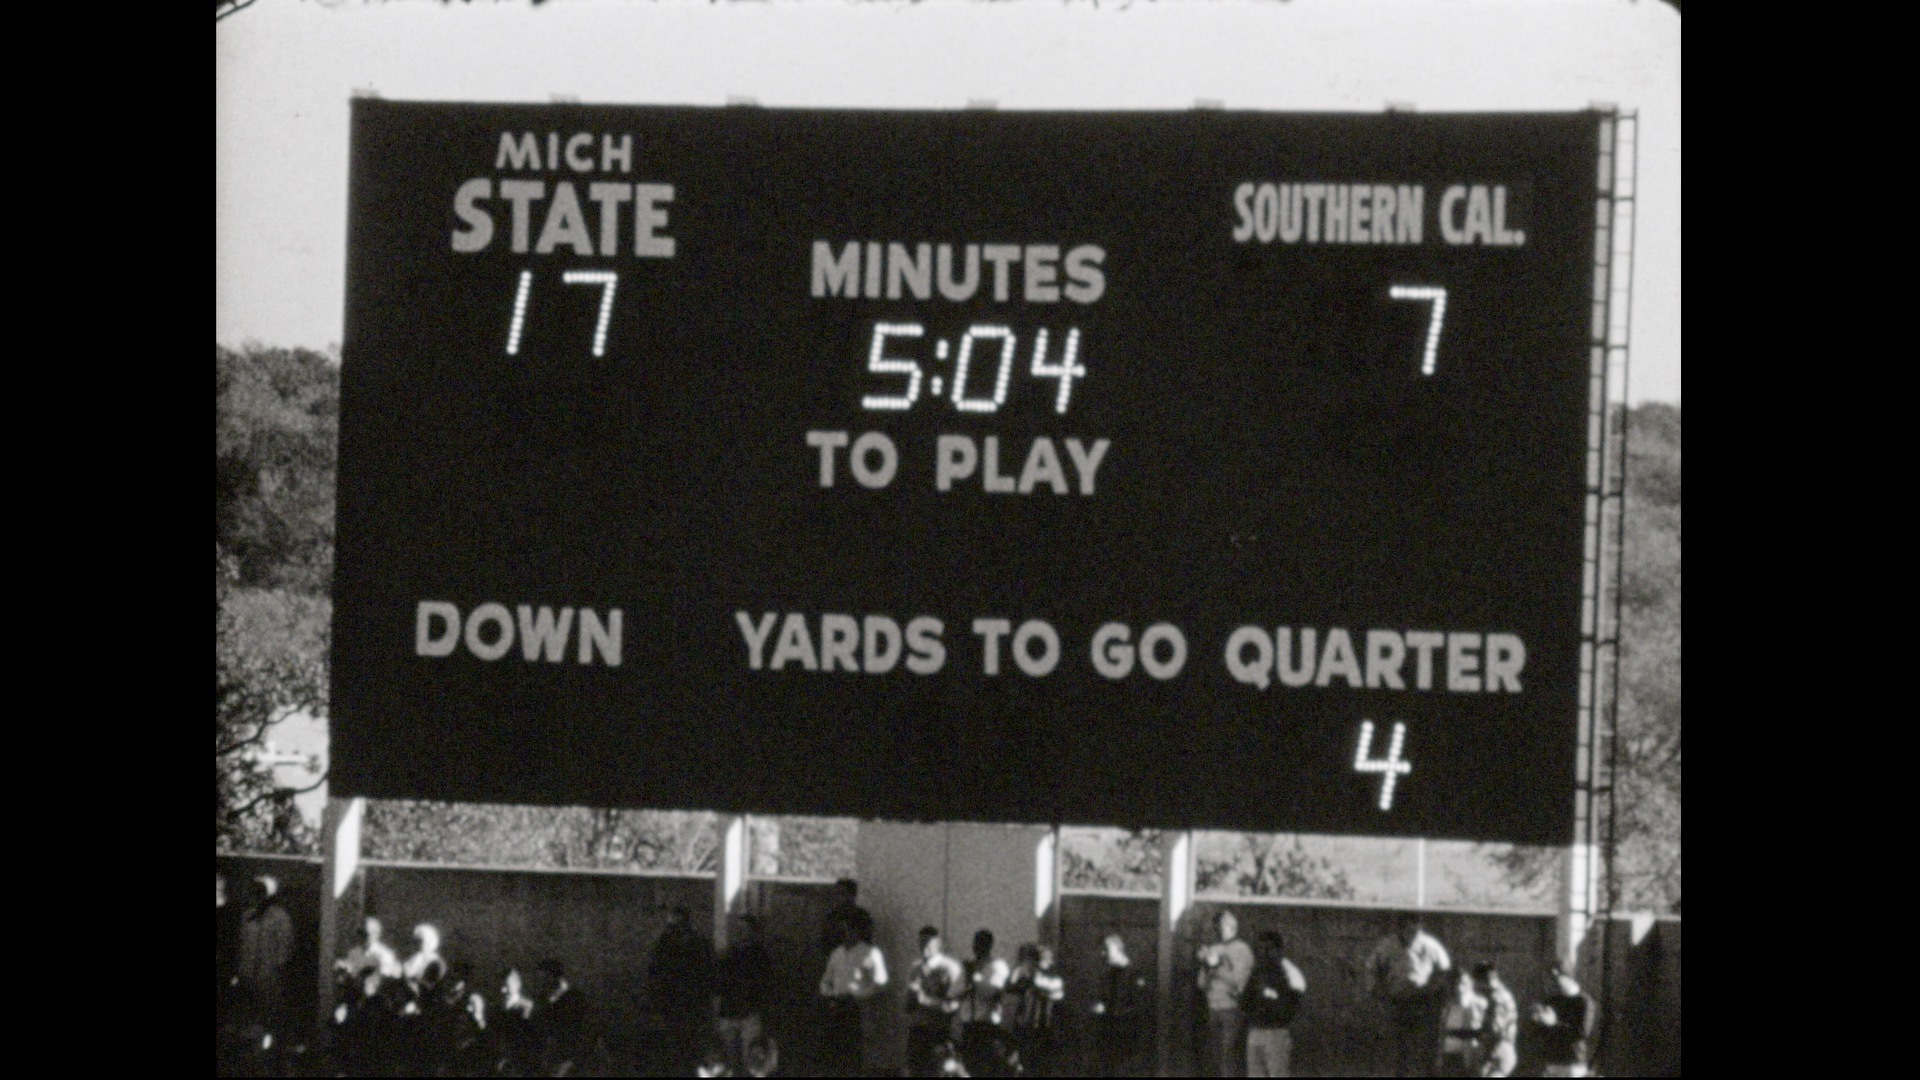 MICH
STATE
17
MINUTES
5:04
TO PLAY
SOUTHERN CAL.
7
DOWN
YARDS TO GO
QUARTER
4